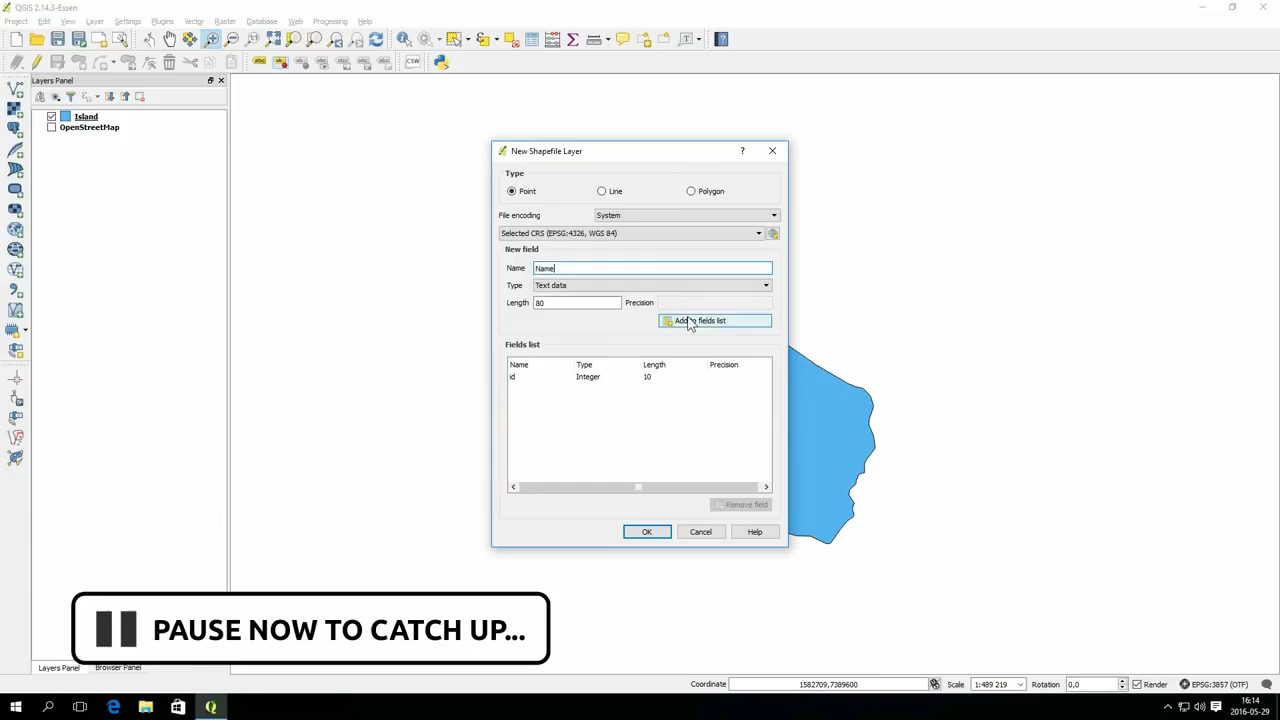 QGIS 2.14.3-Essen
Project Edit View Layer Settings Plugins Vector Raster Database Web Processing Help
CSW
Layers Panel
Island
OpenStreetMap
New Shapefile Layer
Type
Point Line Polygon
File encoding System
Selected CRS (EPSG:4326, WGS 84)
New field
Name Name
Type Text data
Length 80 Precision
Add to fields list
Fields list
Name Type Length Precision
id Integer 10
Remove field
OK Cancel Help
PAUSE NOW TO CATCH UP...
Layers Panel Browser Panel
Coordinate 1582709,7389600 Scale 1:489 219 Rotation 0,0 Render EPSG:3857 (OTF)
16:14
2016-05-29